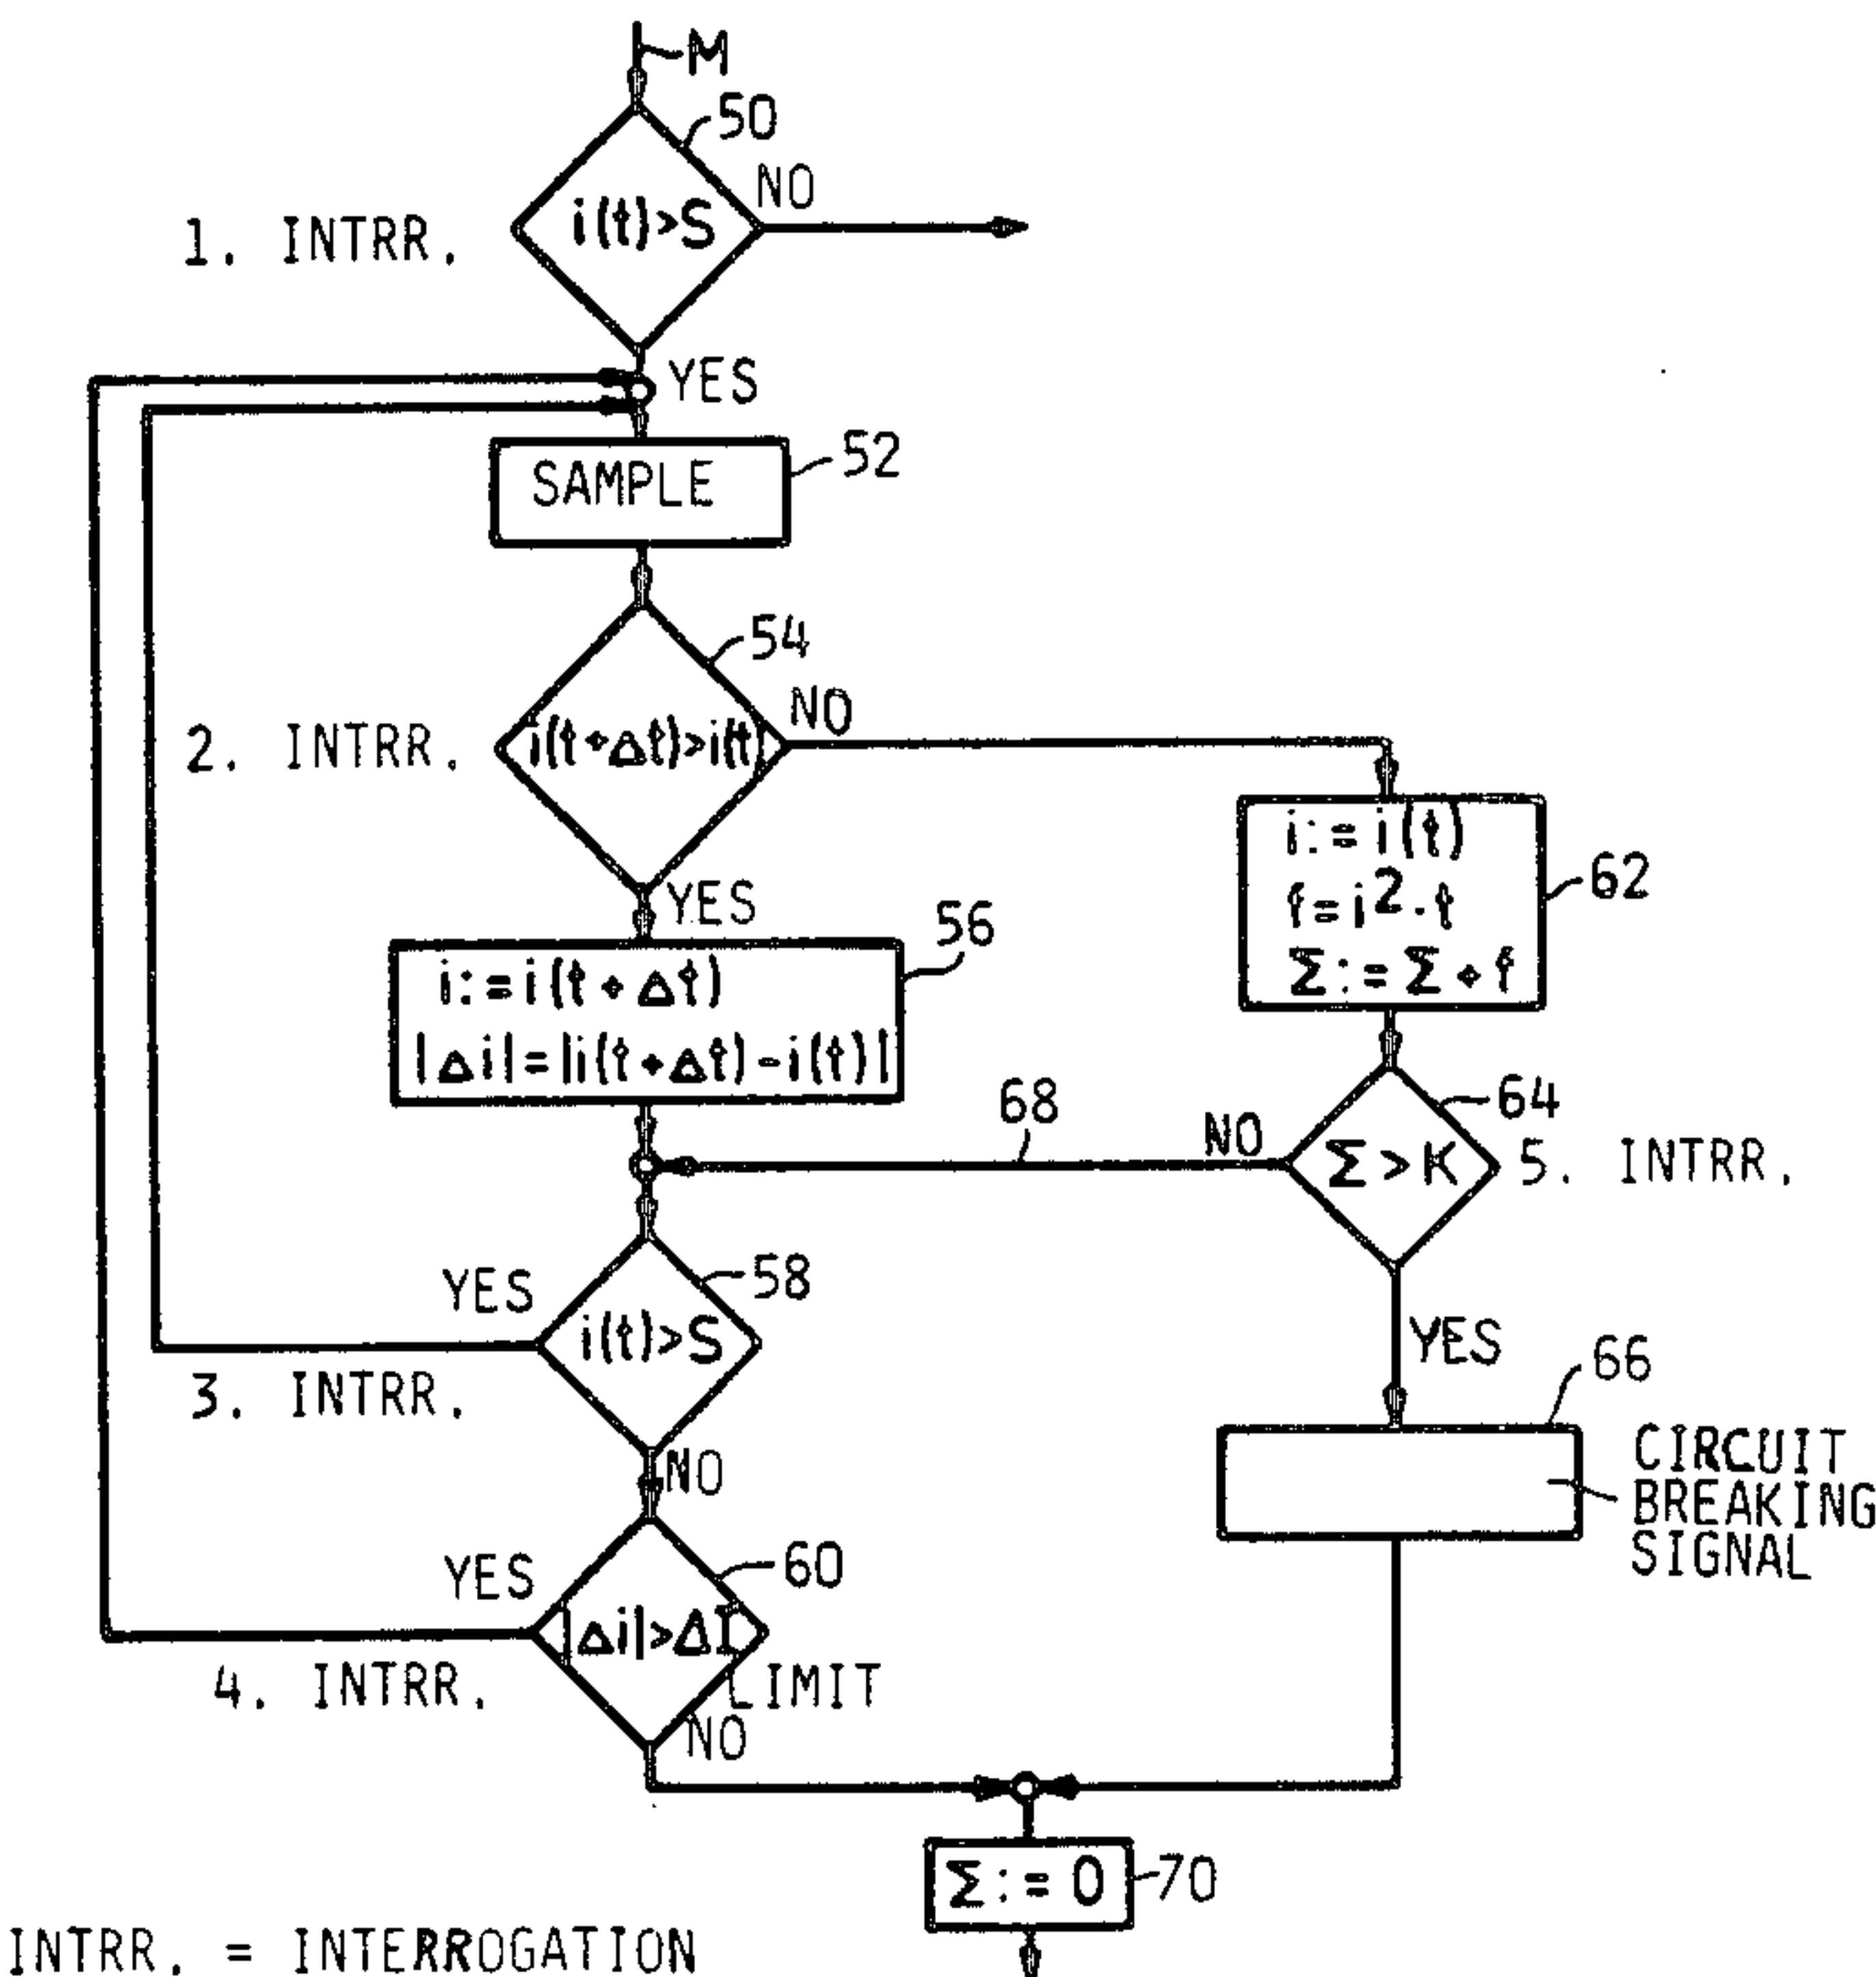 M
50
NO
i(t)>S
1. INTRR.
YES
52
SAMPLE
54
NO
i(t+Δt)>i(t)
2. INTRR.
i:=i(t)
f=i²·t
Σ:=Σ+f
62
YES
56
i:=i(t+Δt)
|Δi|=|i(t+Δt)-i(t)|
68
NO
64
Σ>K
5. INTRR.
YES
58
i(t)>S
3. INTRR.
YES
66
NO
CIRCUIT
BREAKING
SIGNAL
YES
60
|Δi|>ΔI
LIMIT
4. INTRR.
NO
Σ:=0
70
INTRR. = INTERROGATION